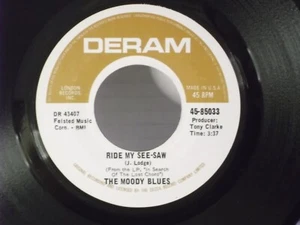 DERAM
LONDON
RECORDS
INC.
MADE IN U.S.A.
45 RPM
DR 43407
Felsted Music
Corn. - BMI
45-85033
Producer:
Tony Clarke
Time: 3:37
RIDE MY SEE-SAW
(J. Lodge)
(From the LP, "In Search
Of The Lost Chord")
THE MOODY BLUES